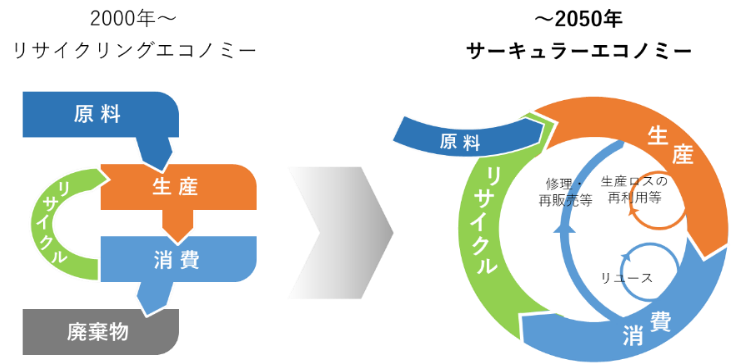 2000年～
リサイクリングエコノミー
原料
生産
リサイクル
消費
廃棄物
～2050年
サーキュラーエコノミー
原料
生産
修理・
再販売等
生産ロスの
再利用等
リサイクル
リユース
消費